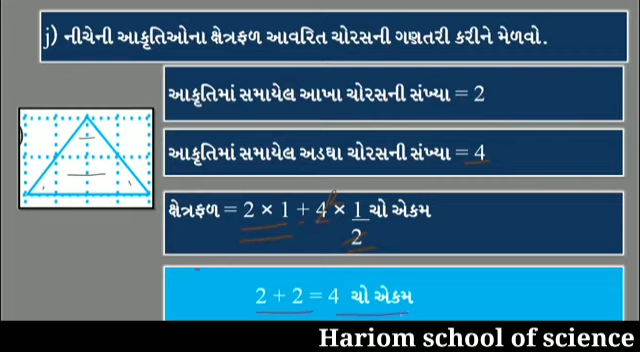 j) નીચેની આકૃતિઓના ક્ષેત્રફળ આવરિત ચોરસની ગણતરી કરીને મેળવો.
આકૃતિમાં સમાયેલ આખા ચોરસની સંખ્યા = 2
આકૃતિમાં સમાયેલ અડઘા ચોરસની સંખ્યા = 4
ક્ષેત્રફળ = 2 × 1 + 4 × 1 ચો એકમ
2
2 + 2 = 4 ચો એકમ
Hariom school of science